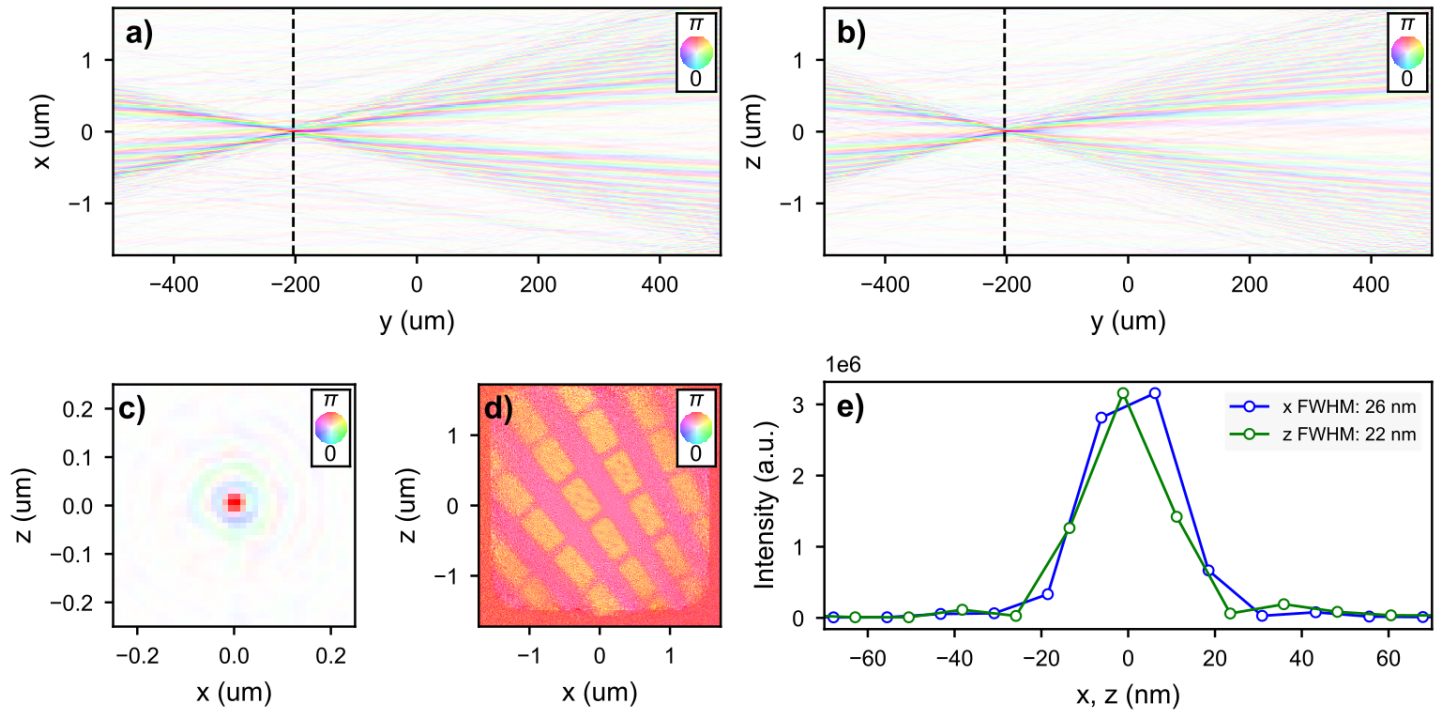 a)
π
0
1
0
−1
x (um)
−400
−200
0
200
400
y (um)
b)
π
0
1
0
−1
z (um)
−400
−200
0
200
400
y (um)
c)
π
0
0.2
0.1
0.0
−0.1
−0.2
z (um)
−0.2
0.0
0.2
x (um)
d)
π
0
1
0
−1
z (um)
−1
0
1
x (um)
1e6
e)
x FWHM: 26 nm
z FWHM: 22 nm
3
2
1
0
Intensity (a.u.)
−60
−40
−20
0
20
40
60
x, z (nm)